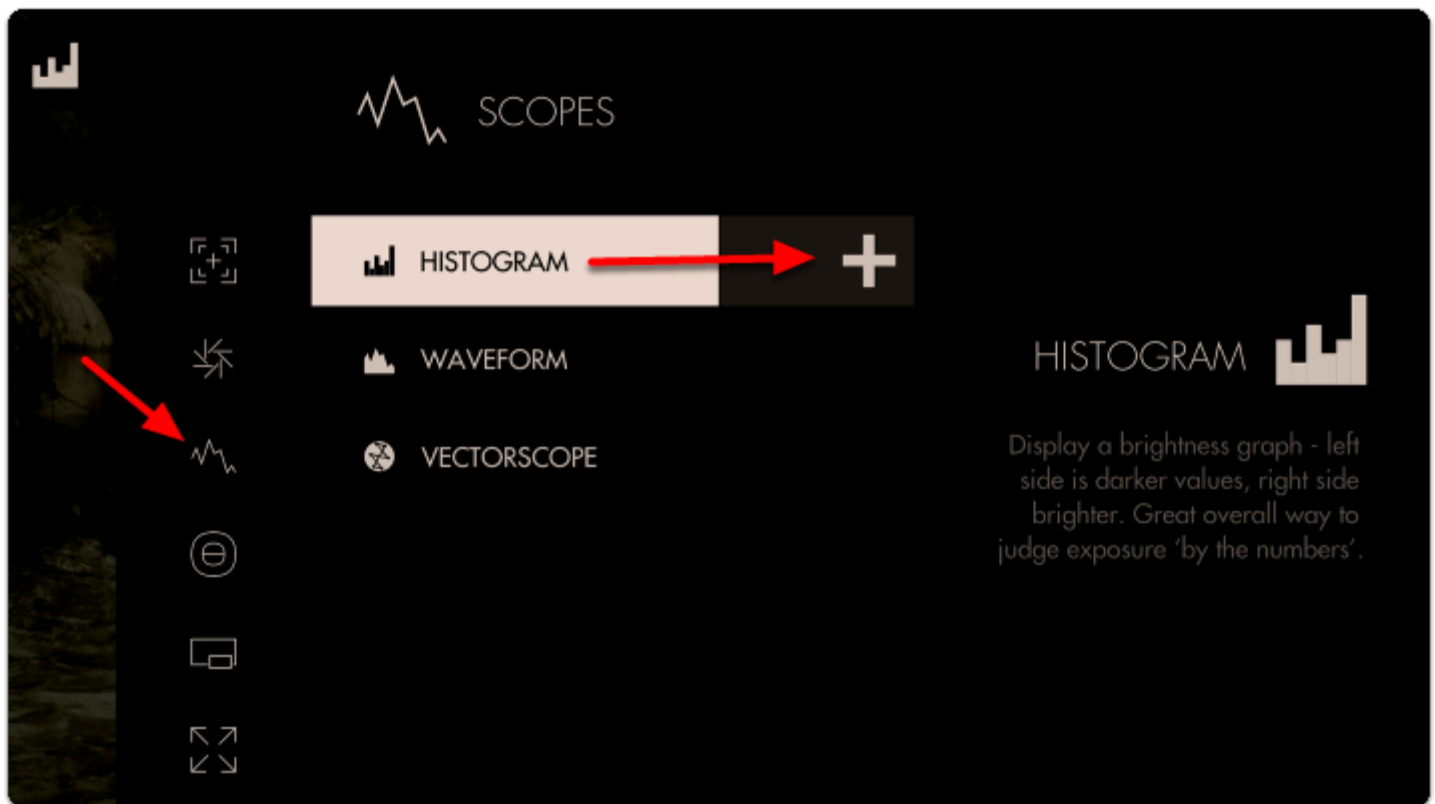 SCOPES
HISTOGRAM
WAVEFORM
VECTORSCOPE
HISTOGRAM
Display a brightness graph - left
side is darker values, right side
brighter. Great overall way to
judge exposure ‘by the numbers’.